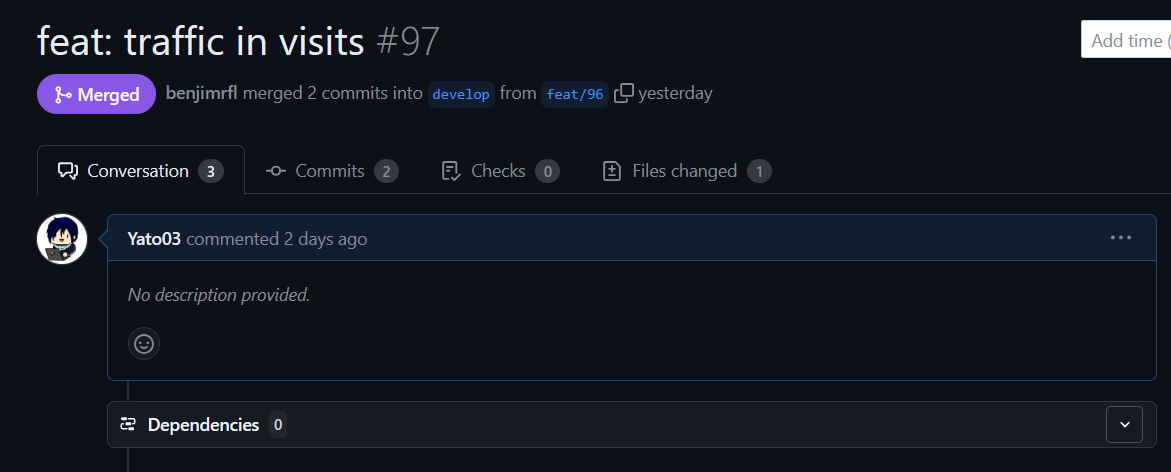 feat: traffic in visits #97
Add time (
Merged benjimrfl merged 2 commits into develop from feat/96 yesterday
Conversation 3 Commits 2 Checks 0 Files changed 1
Yato03 commented 2 days ago
No description provided.
Dependencies 0